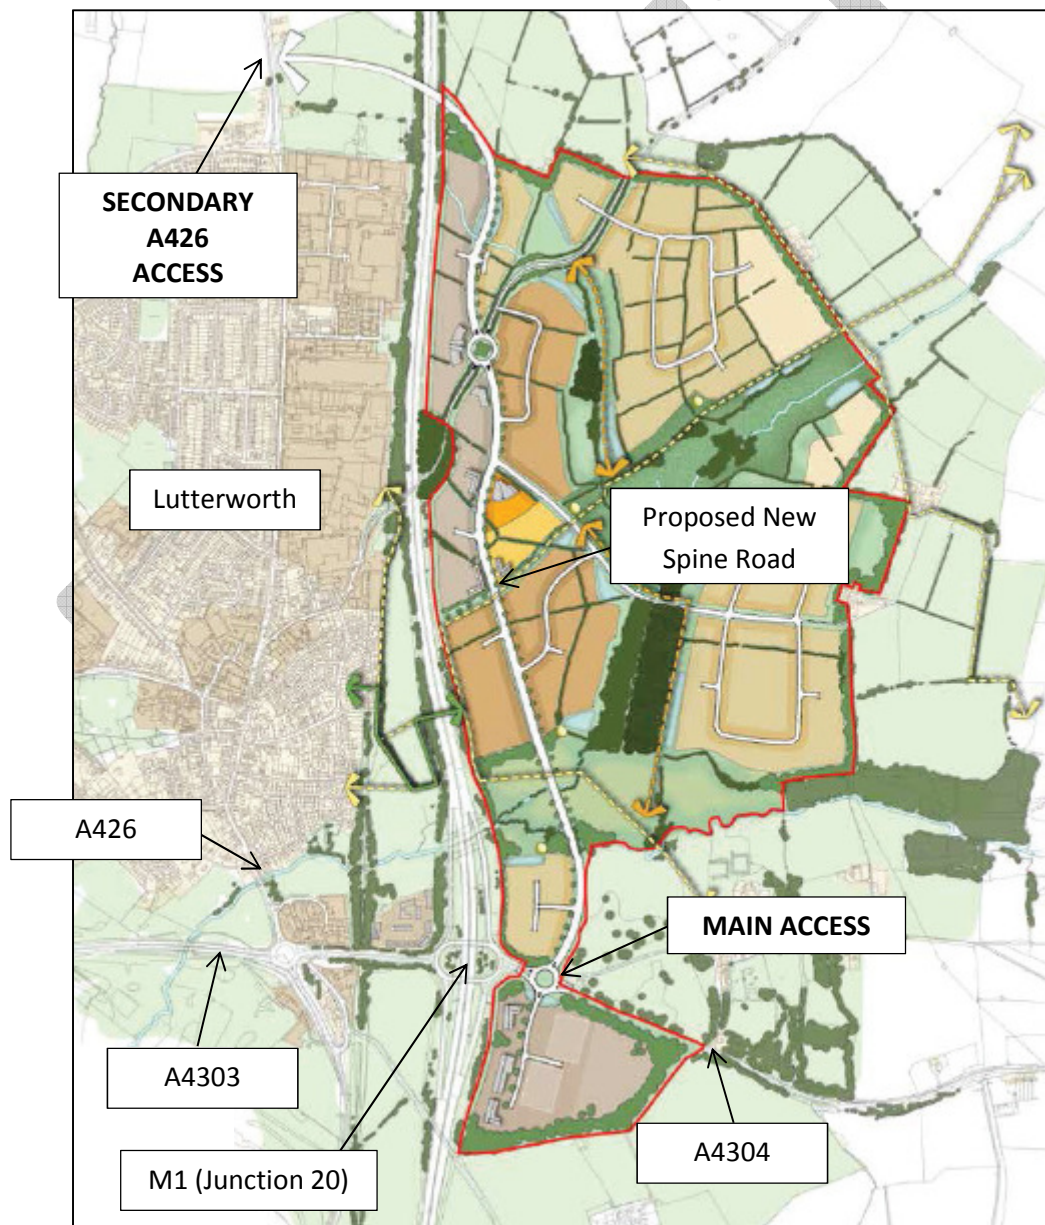 SECONDARY
A426
ACCESS
Lutterworth
Proposed New
Spine Road
A426
MAIN ACCESS
A4303
A4304
M1 (Junction 20)